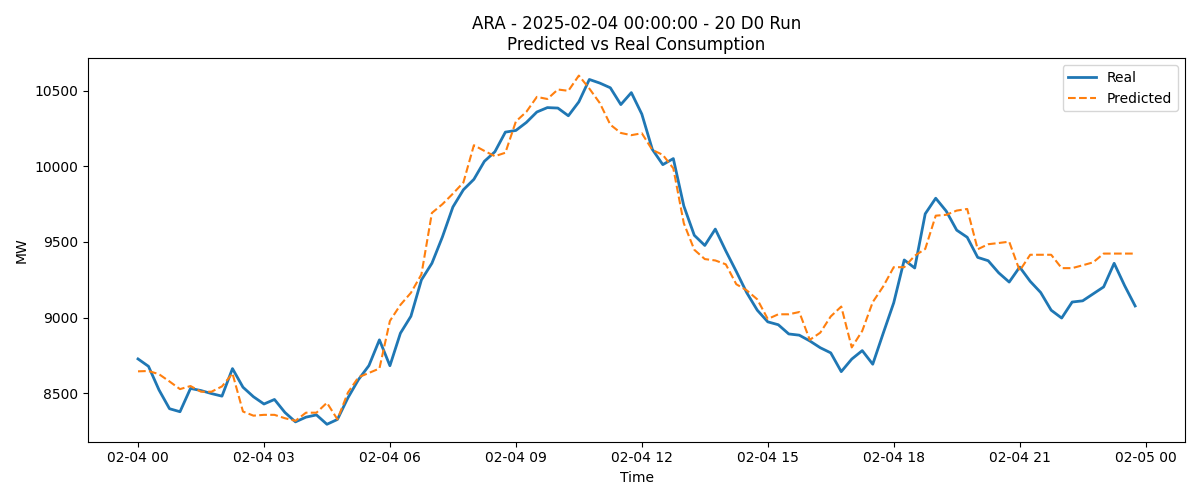 ARA - 2025-02-04 00:00:00 - 20 D0 Run
Predicted vs Real Consumption
Real
Predicted
MW
10500
10000
9500
9000
8500
02-04 00
02-04 03
02-04 06
02-04 09
02-04 12
02-04 15
02-04 18
02-04 21
02-05 00
Time